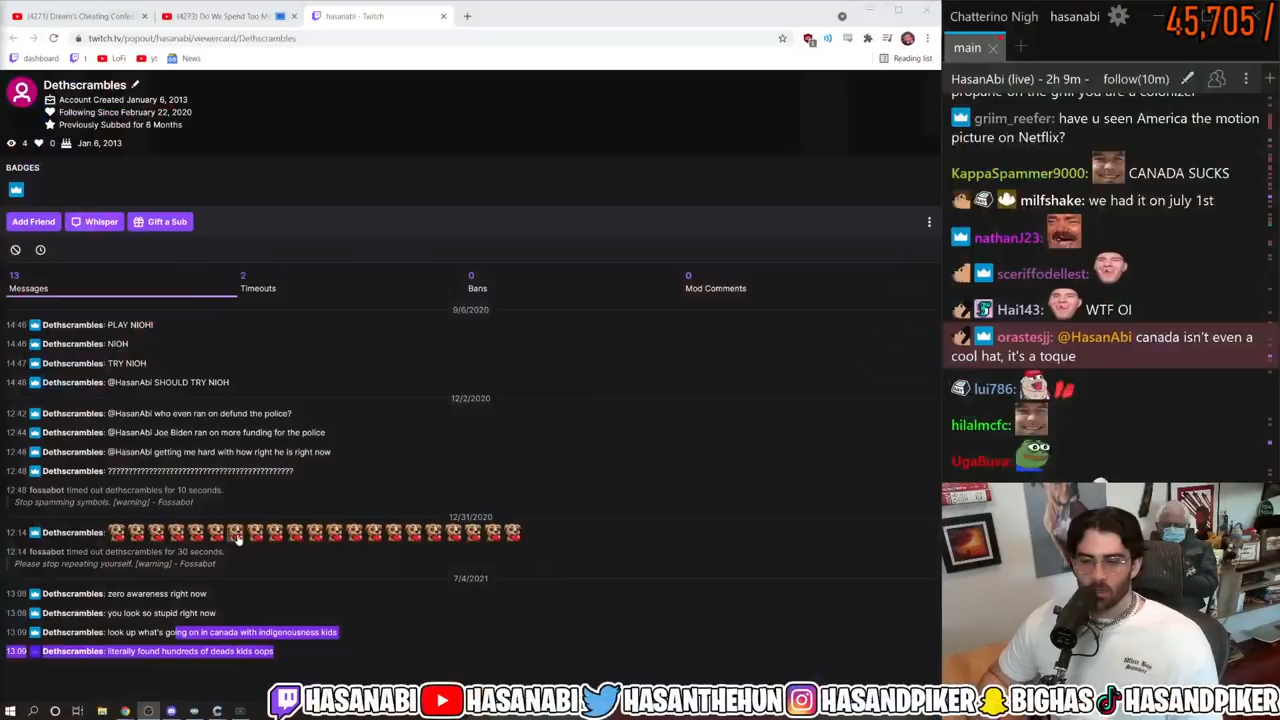 (4271) Dream's Cheating Confes
(4273) Do We Spend Too M
hasanabi - Twitch
twitch.tv/popout/hasanabi/viewercard/Dethscrambles
dashboard
1
LoFi
yt
News
Reading list
Dethscrambles
Account Created January 6, 2013
Following Since February 22, 2020
Previously Subbed for 6 Months
4
0
Jan 6, 2013
BADGES
Add Friend
Whisper
Gift a Sub
13
Messages
2
Timeouts
0
Bans
0
Mod Comments
9/6/2020
14:46 Dethscrambles: PLAY NIOH!
14:46 Dethscrambles: NIOH
14:47 Dethscrambles: TRY NIOH
14:48 Dethscrambles: @HasanAbi SHOULD TRY NIOH
12/2/2020
12:42 Dethscrambles: @HasanAbi who even ran on defund the police?
12:44 Dethscrambles: @HasanAbi Joe Biden ran on more funding for the police
12:48 Dethscrambles: @HasanAbi getting me hard with how right he is right now
12:48 Dethscrambles: ?????????????????????????????????????????????
12:48 fossabot timed out dethscrambles for 10 seconds.
Stop spamming symbols. [warning] - Fossabot
12/31/2020
12:14 Dethscrambles:
12:14 fossabot timed out dethscrambles for 30 seconds.
Please stop repeating yourself. [warning] - Fossabot
7/4/2021
13:08 Dethscrambles: zero awareness right now
13:08 Dethscrambles: you look so stupid right now
13:09 Dethscrambles: look up what's going on in canada with indigenousness kids
13:09 Dethscrambles: literally found hundreds of deads kids oops
Chatterino Nigh
hasanabi
45,705 /
main
HasanAbi (live) - 2h 9m -
follow(10m)
propane on the grill you are a colonizer
griim_reefer: have u seen America the motion
picture on Netflix?
KappaSpammer9000: CANADA SUCKS
milfshake: we had it on july 1st
nathanJ23:
sceriffodellest:
Hai143: WTF OI
orastesjj: @HasanAbi canada isn't even a
cool hat, it's a toque
lui786:
hilalmcfc:
UgaBuva:
HASANABI
HASANABI
HASANTHEHUN
HASANDPIKER
BIGHAS
HASANDPIKER